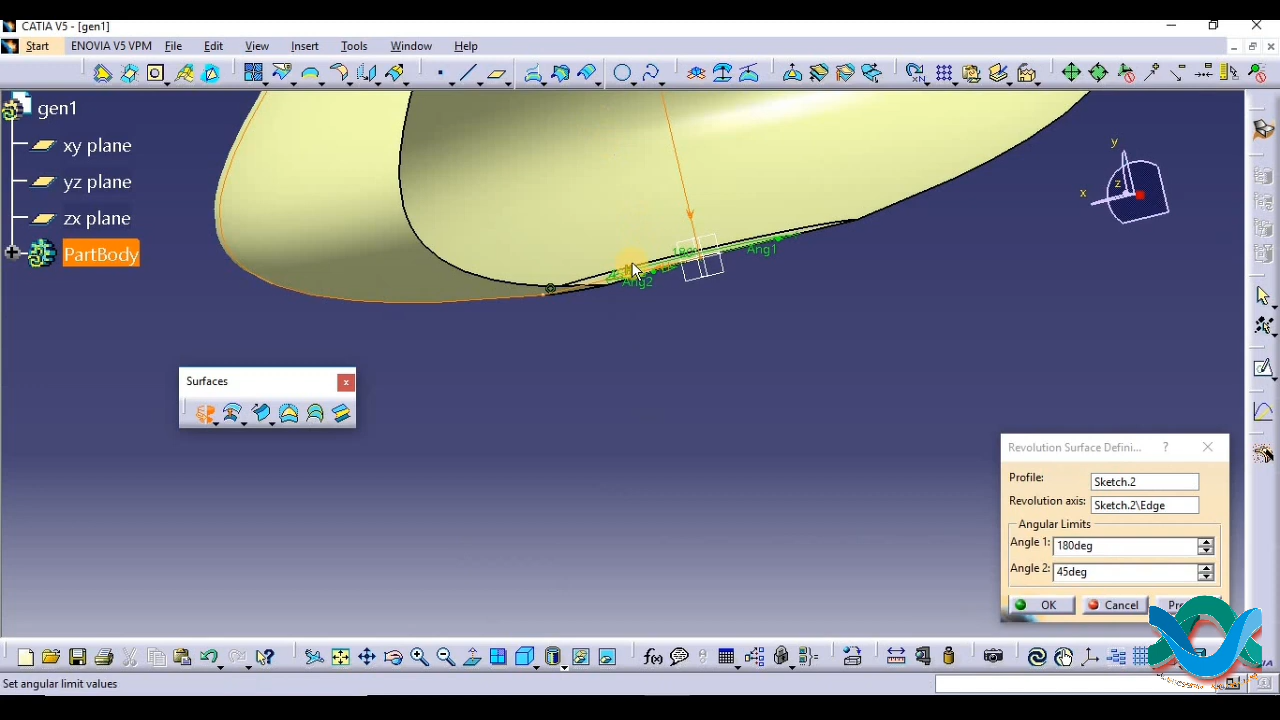 CATIA V5 - [gen1]
Start ENOVIA V5 VPM File Edit View Insert Tools Window Help
gen1
xy plane
yz plane
zx plane
PartBody
y
x
z
Ang1
Ang2
Surfaces
Revolution Surface Defini... ?
Profile: Sketch.2
Revolution axis: Sketch.2\Edge
Angular Limits
Angle 1: 180deg
Angle 2: 45deg
OK Cancel
Set angular limit values